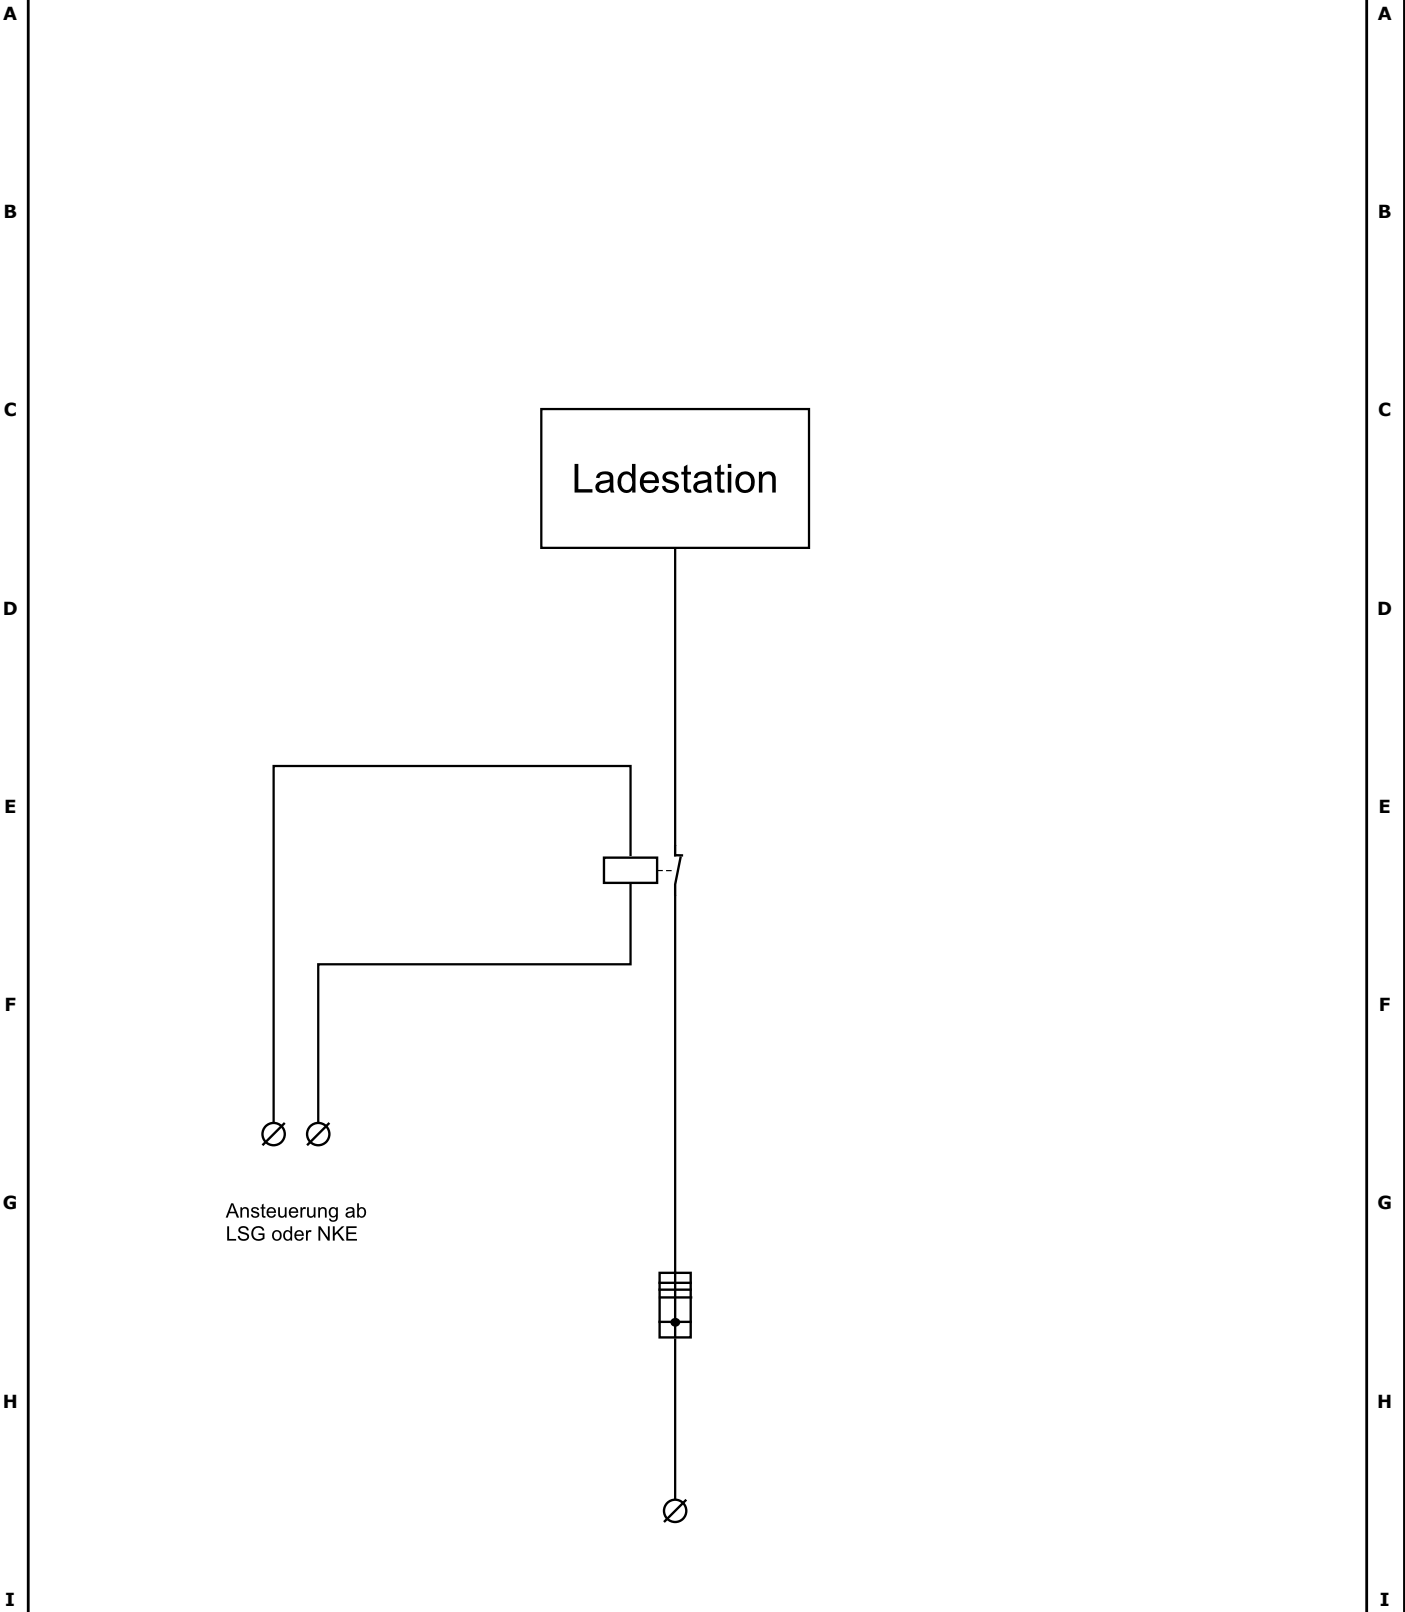 A A
B B
C C
Ladestation
D D
E E
F F
G G
Ansteuerung ab
LSG oder NKE
H H
I I